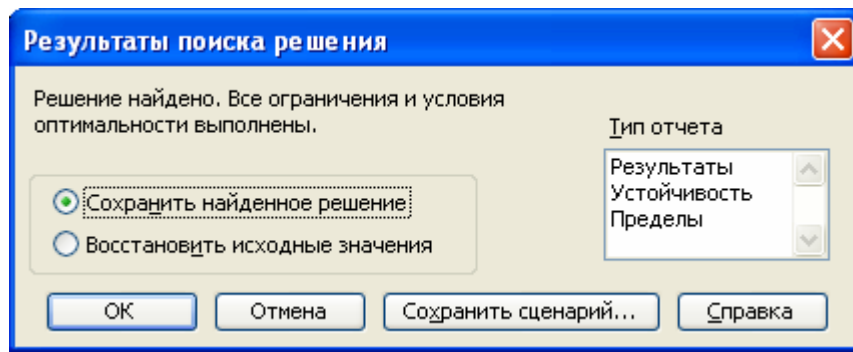 Результаты поиска решения
Решение найдено. Все ограничения и условия
оптимальности выполнены.
Тип отчета
Результаты
Устойчивость
Пределы
Сохранить найденное решение
Восстановить исходные значения
ОК
Отмена
Сохранить сценарий...
Справка